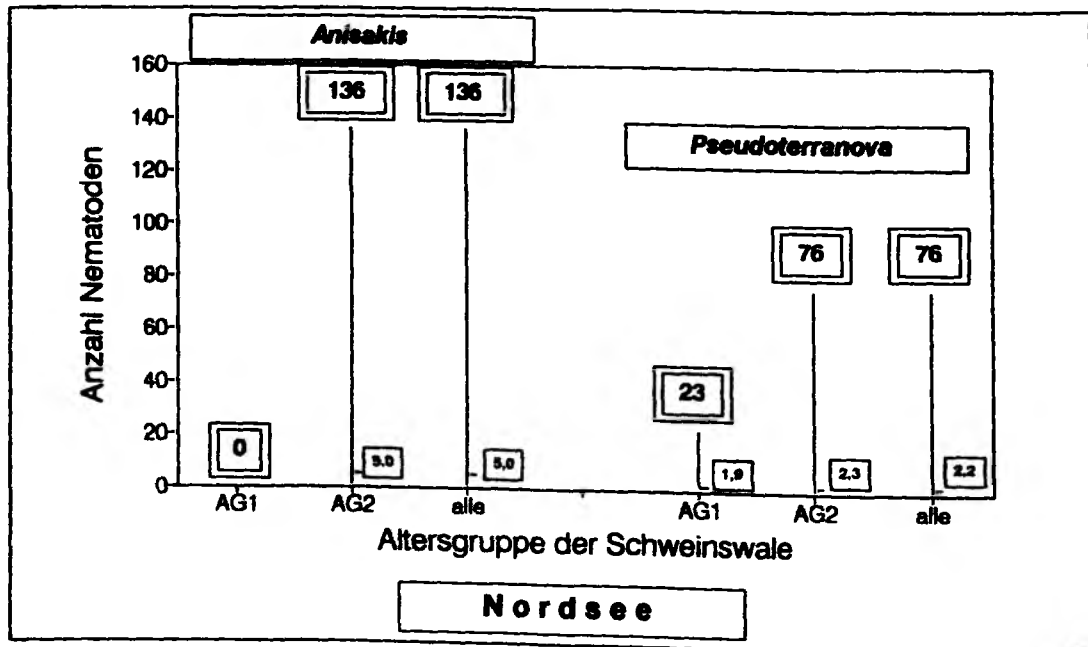 Anisakis
160
136
136
140
Pseudoterranova
120
100
80
76
76
60
40
23
20
0
5.0
5,0
1,9
2,3
2,2
0
AG1
AG2
alle
AG1
AG2
alle
Anzahl Nematoden
Altersgruppe der Schweinswale
Nordsee